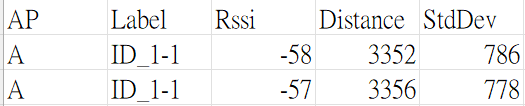 AP Label Rssi Distance StdDev
A ID_1-1 -58 3352 786
A ID_1-1 -57 3356 778